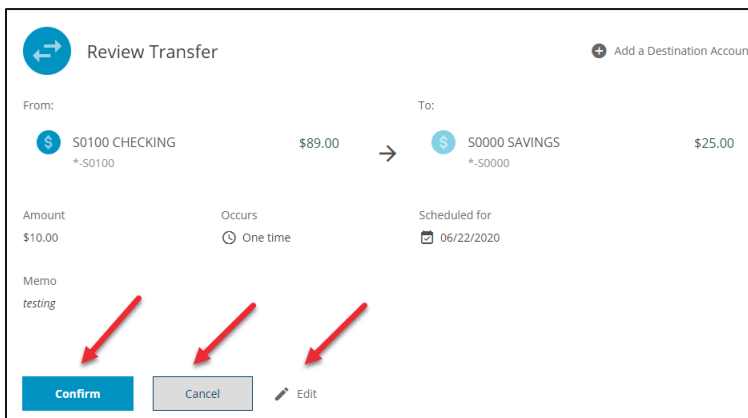 Review Transfer
Add a Destination Accoun
From:
To:
S0100 CHECKING
$89.00
*-S0100
S0000 SAVINGS
$25.00
*-S0000
Amount
Occurs
Scheduled for
$10.00
One time
06/22/2020
Memo
testing
Confirm
Cancel
Edit